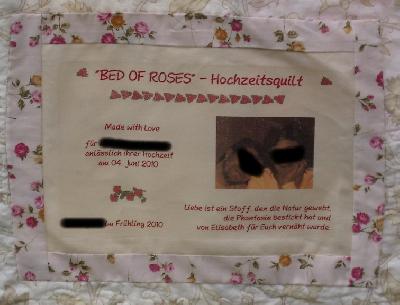 "BED OF ROSES" - Hochzeitsquilt
Made with Love
für
anlässlich ihrer Hochzeit
am 04. Juni 2010
im Frühling 2010
Liebe ist ein Stoff, den die Natur gewebt,
die Phantasie bestickt hat und
von Elisabeth für Euch vernäht wurde.